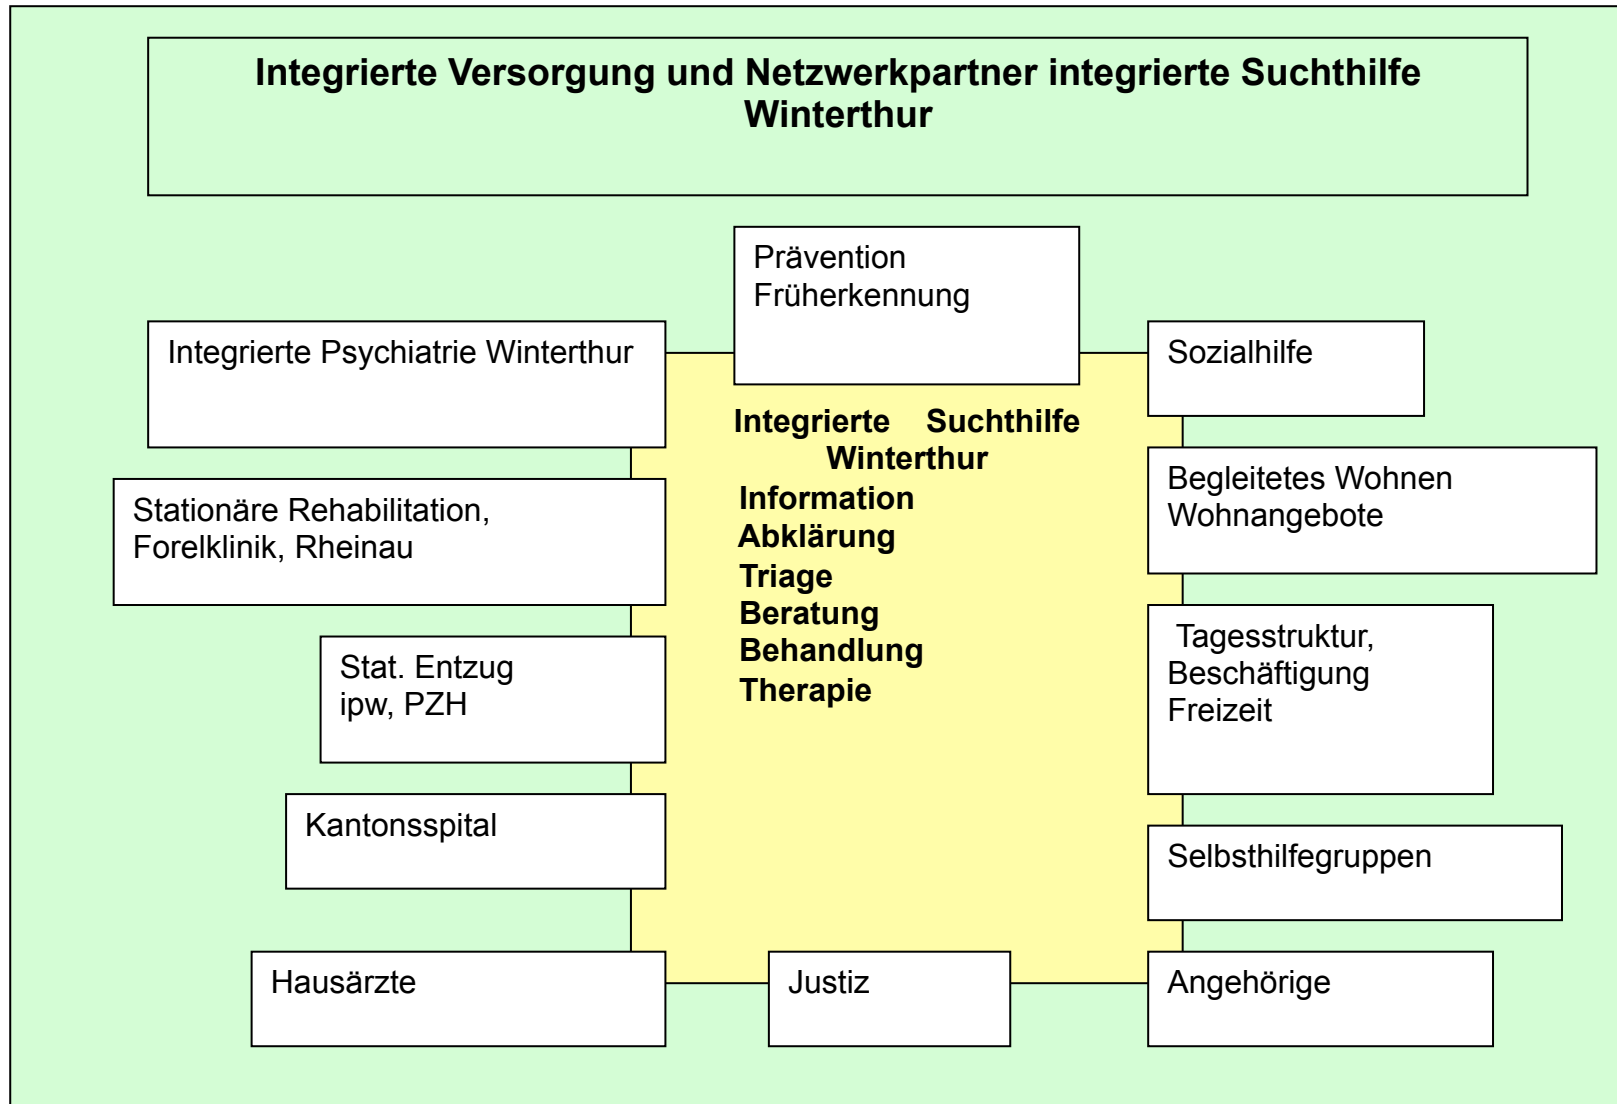 Integrierte Versorgung und Netzwerkpartner integrierte Suchthilfe
Winterthur
Prävention
Früherkennung
Integrierte Psychiatrie Winterthur
Stationäre Rehabilitation,
Forelklinik, Rheinau
Stat. Entzug
ipw, PZH
Kantonsspital
Hausärzte
Integrierte Suchthilfe
Winterthur
Information
Abklärung
Triage
Beratung
Behandlung
Therapie
Justiz
Sozialhilfe
Begleitetes Wohnen
Wohnangebote
Tagesstruktur,
Beschäftigung
Freizeit
Selbsthilfegruppen
Angehörige